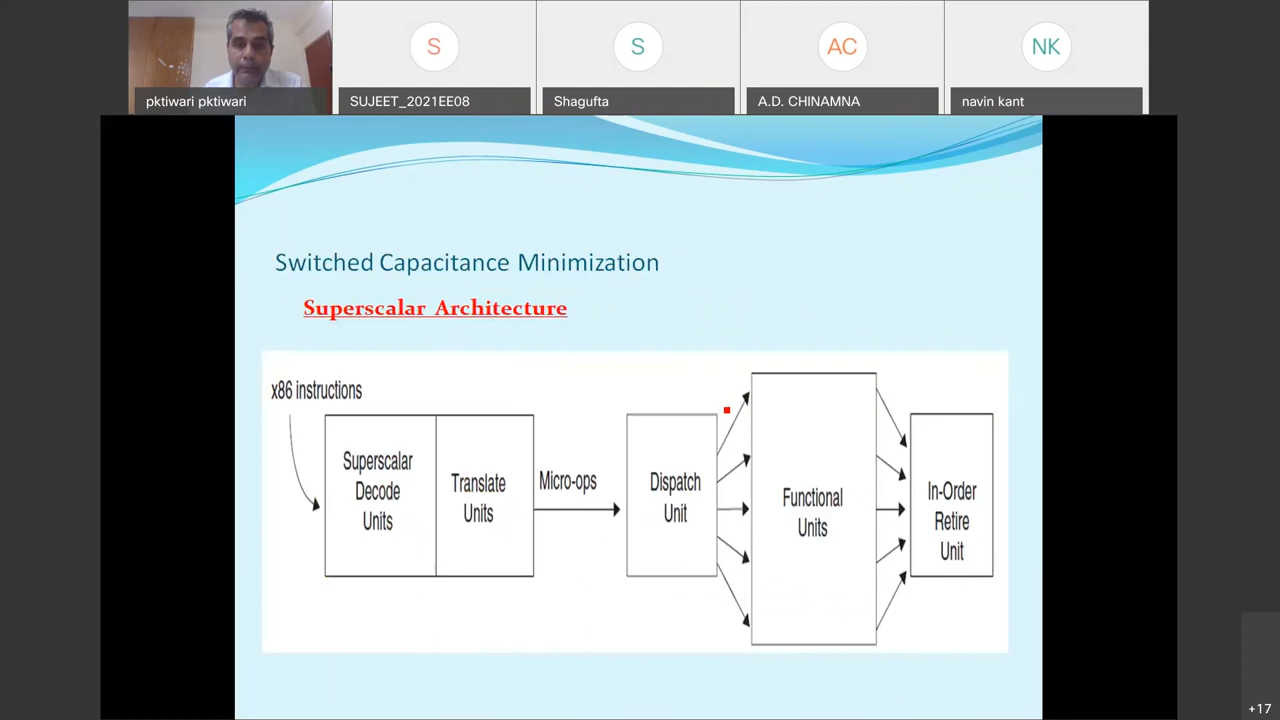 S
S
AC
NK
pktiwari pktiwari
SUJEET_2021EE08
Shagufta
A.D. CHINAMNA
navin kant
Switched Capacitance Minimization
Superscalar Architecture
x86 instructions
Superscalar
Decode
Units
Translate
Units
Micro-ops
Dispatch
Unit
Functional
Units
In-Order
Retire
Unit
+17